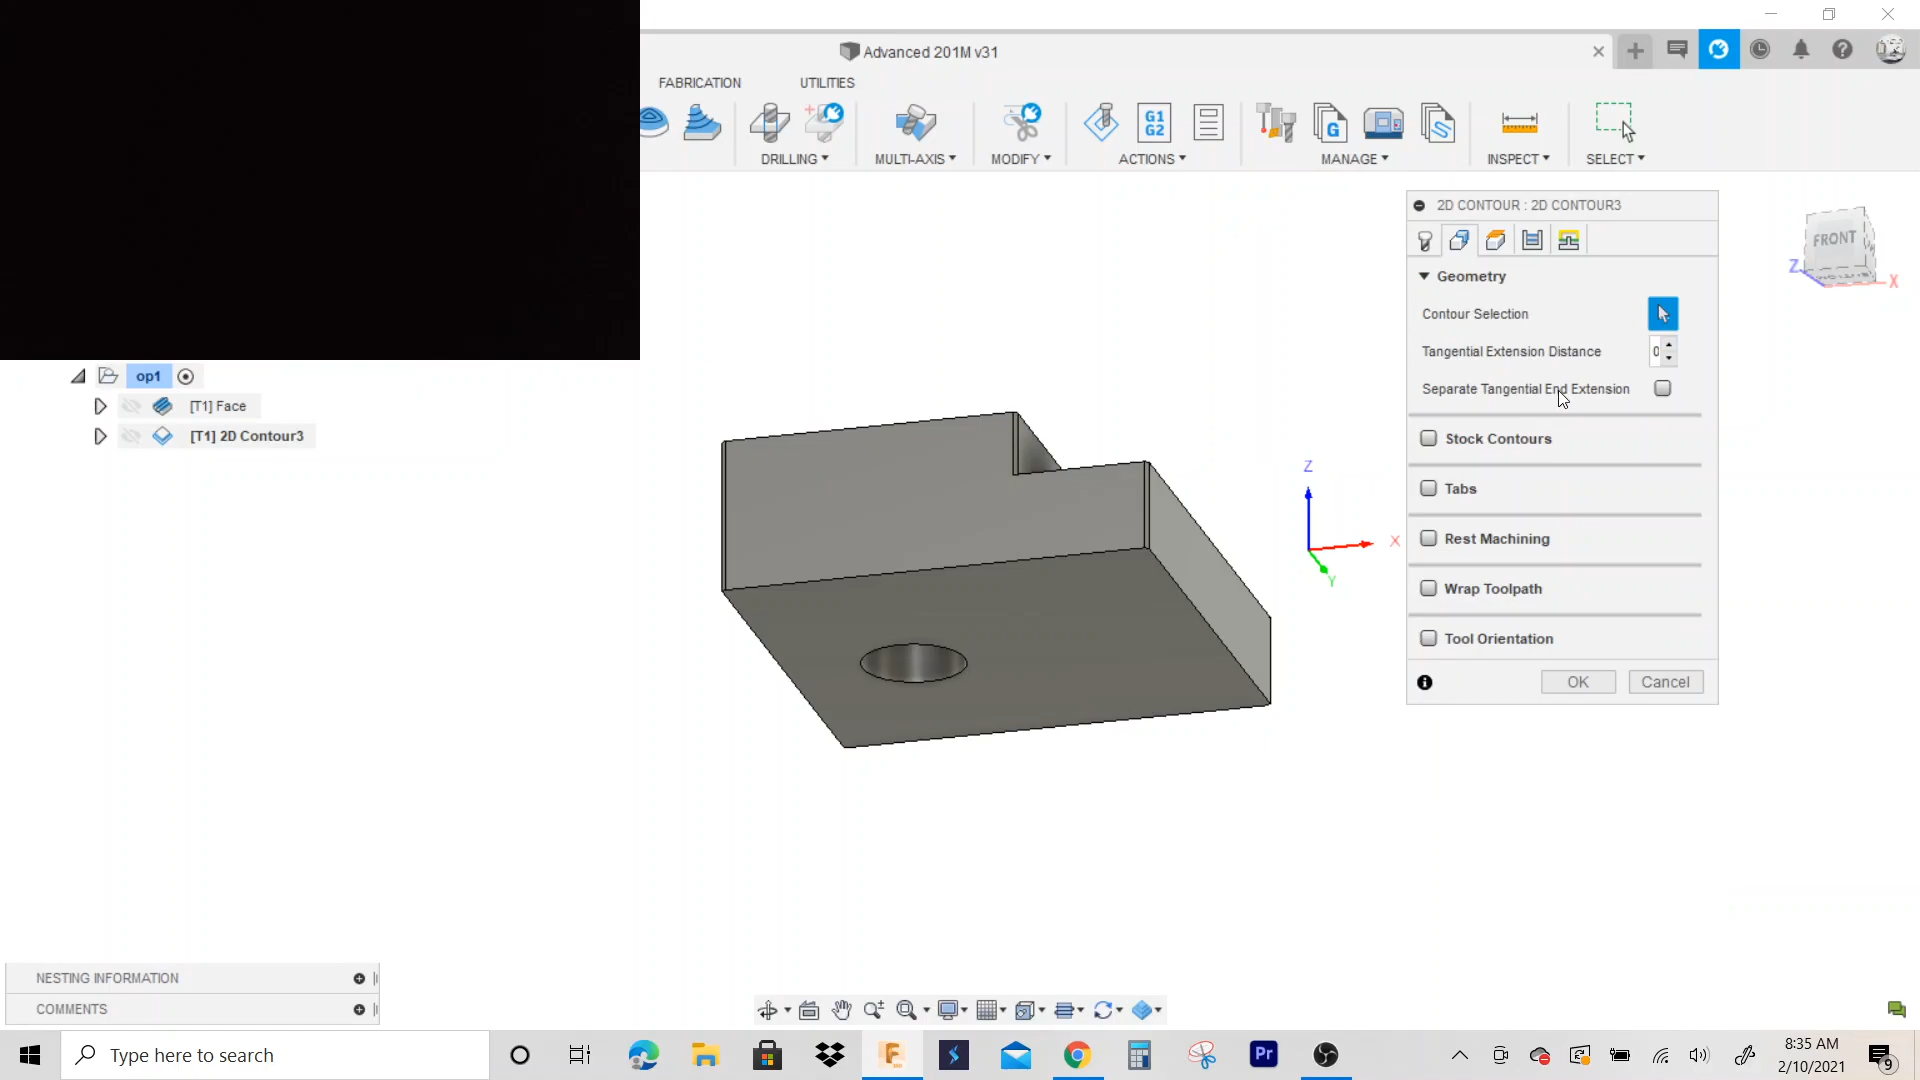 Advanced 201M v31
FABRICATION
UTILITIES
G1
G2
G
DRILLING
MULTI-AXIS
MODIFY
ACTIONS
MANAGE
INSPECT
SELECT
2D CONTOUR : 2D CONTOUR3
Geometry
Contour Selection
Tangential Extension Distance
0
Separate Tangential End Extension
Stock Contours
Tabs
Rest Machining
Wrap Toolpath
Tool Orientation
OK
Cancel
FRONT
Z
X
op1
[T1] Face
[T1] 2D Contour3
Z
X
Y
NESTING INFORMATION
COMMENTS
Type here to search
Pr
8:35 AM
2/10/2021
9